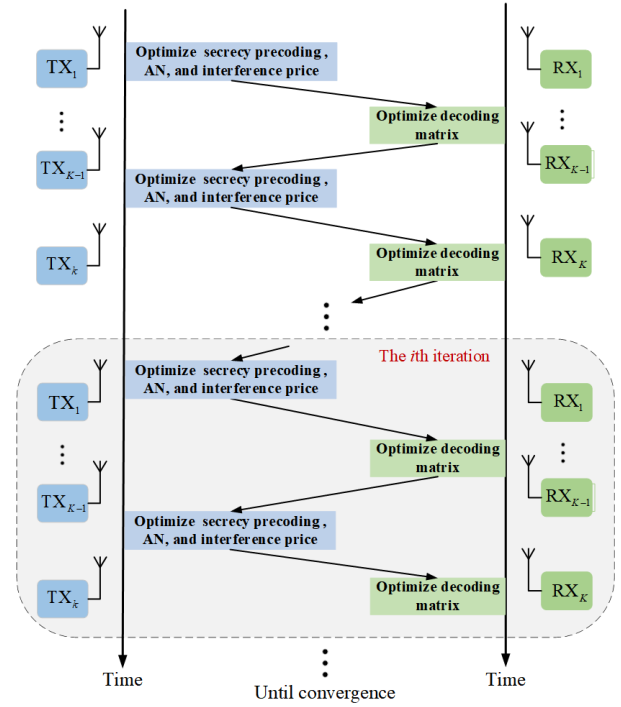 TX1
Optimize secrecy precoding ,
AN, and interference price
RX1
Optimize decoding
matrix
TXK-1
RXK-1
Optimize secrecy precoding ,
AN, and interference price
TXk
Optimize decoding
matrix
RXK
The ith iteration
TX1
Optimize secrecy precoding ,
AN, and interference price
RX1
Optimize decoding
matrix
TXK-1
RXK-1
Optimize secrecy precoding ,
AN, and interference price
TXk
Optimize decoding
matrix
RXK
Time
Time
Until convergence